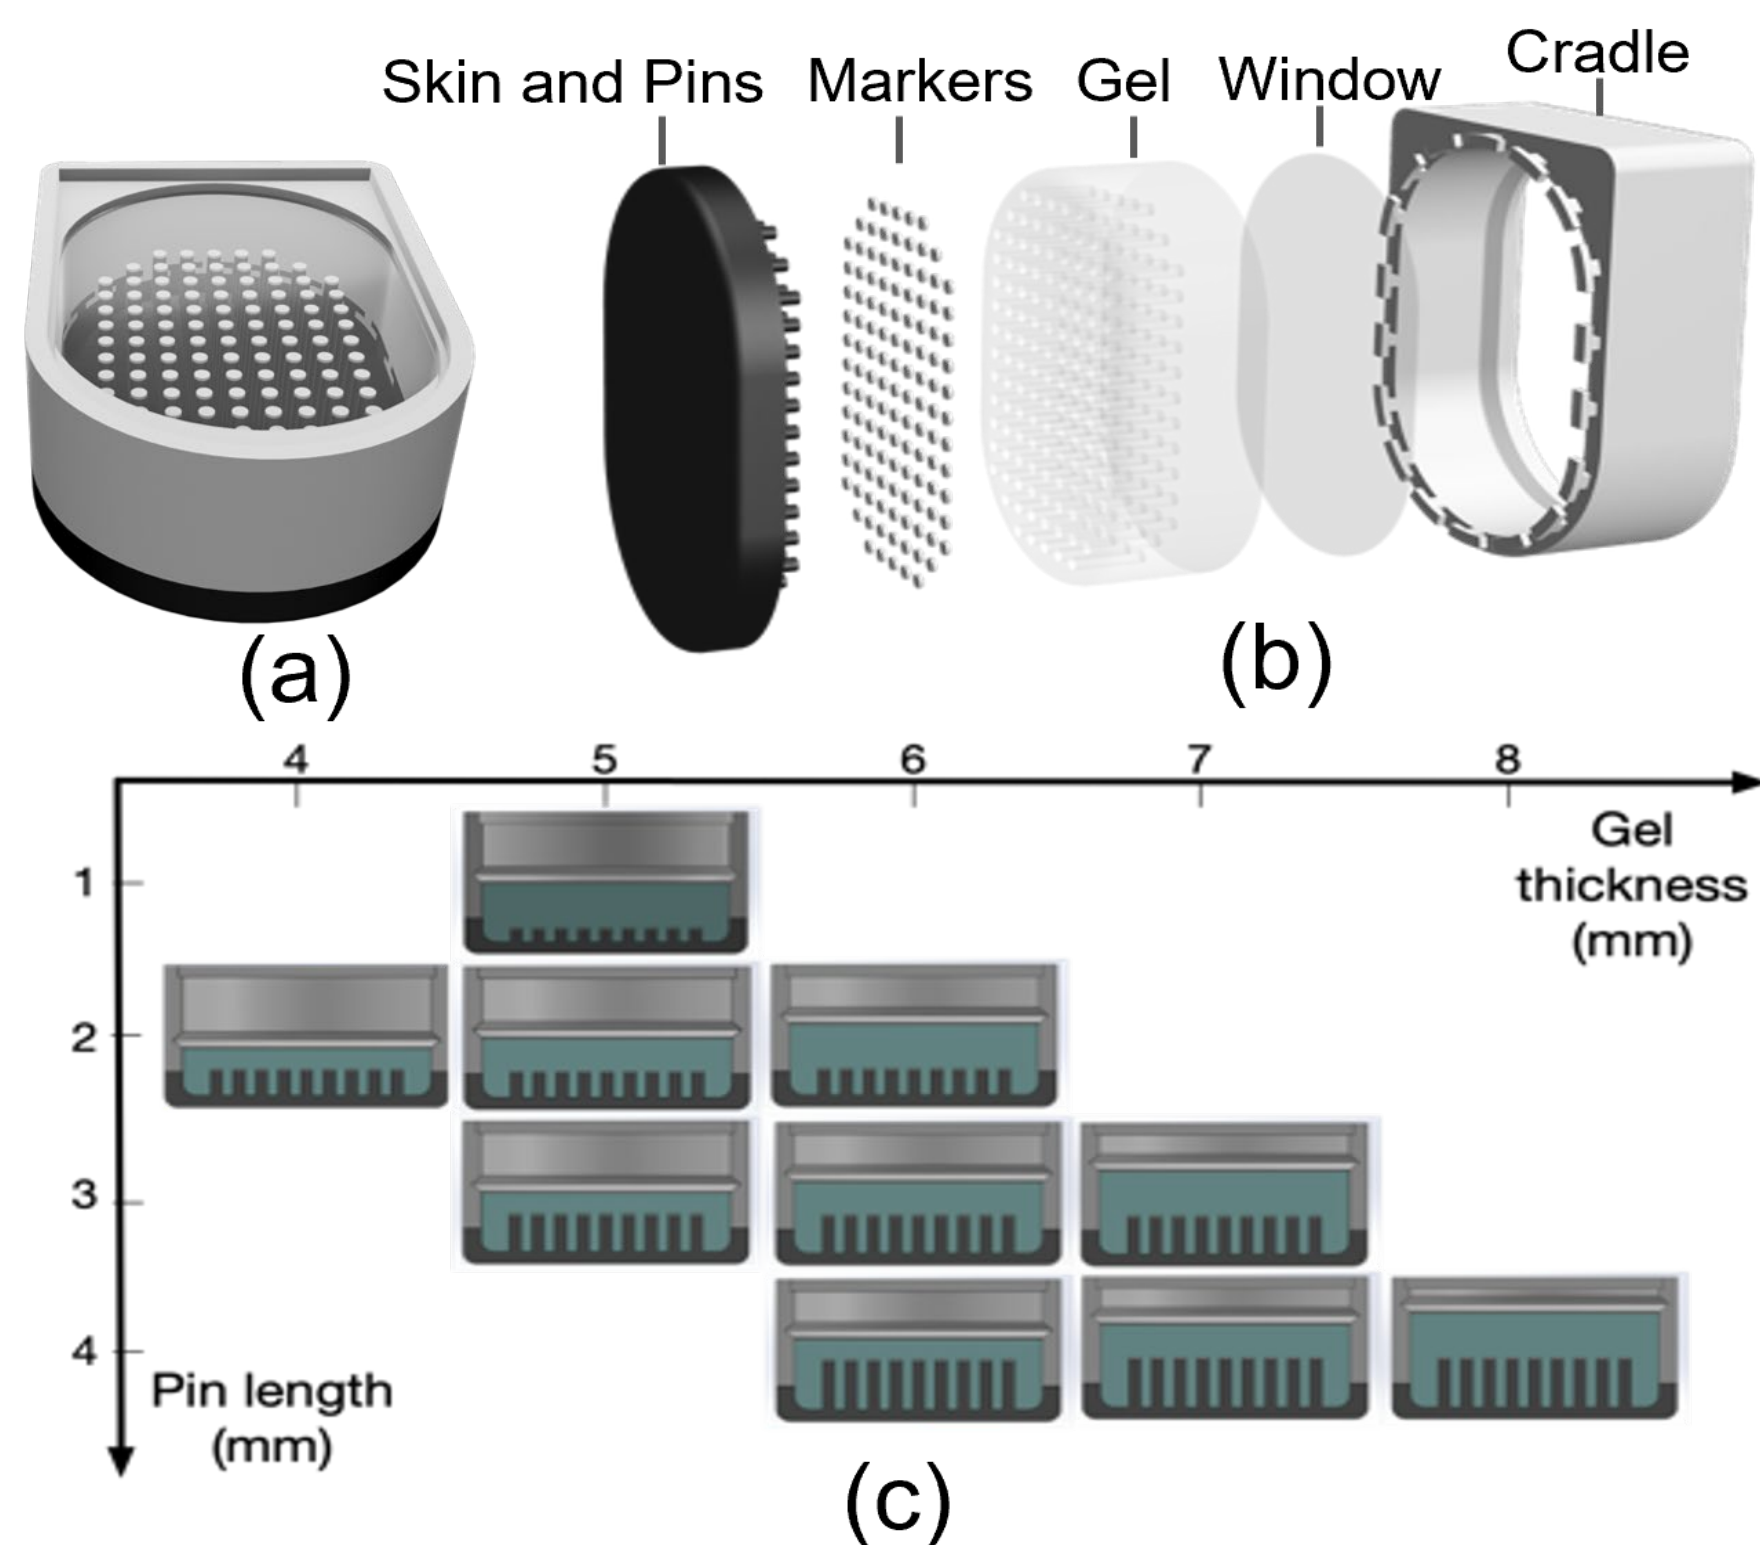 Skin and Pins Markers Gel Window Cradle
(a)
(b)
4 5 6 7 8
Gel
thickness
(mm)
1
2
3
4
Pin length
(mm)
(c)